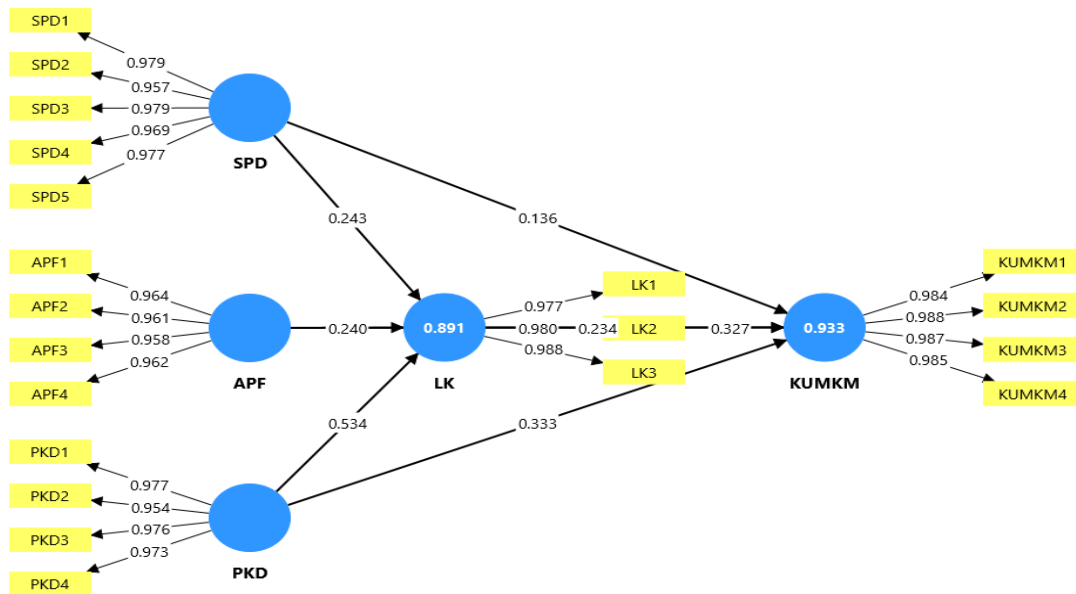 SPD1
SPD2
SPD3
SPD4
SPD5
0.979
0.957
0.979
0.969
0.977
SPD
0.243
0.136
APF1
APF2
APF3
APF4
0.964
0.961
0.958
0.962
APF
0.240
0.891
LK
0.977
0.980
0.988
LK1
LK2
LK3
0.234
0.327
0.933
KUMKM
0.984
0.988
0.987
0.985
KUMKM1
KUMKM2
KUMKM3
KUMKM4
0.534
0.333
PKD1
PKD2
PKD3
PKD4
0.977
0.954
0.976
0.973
PKD